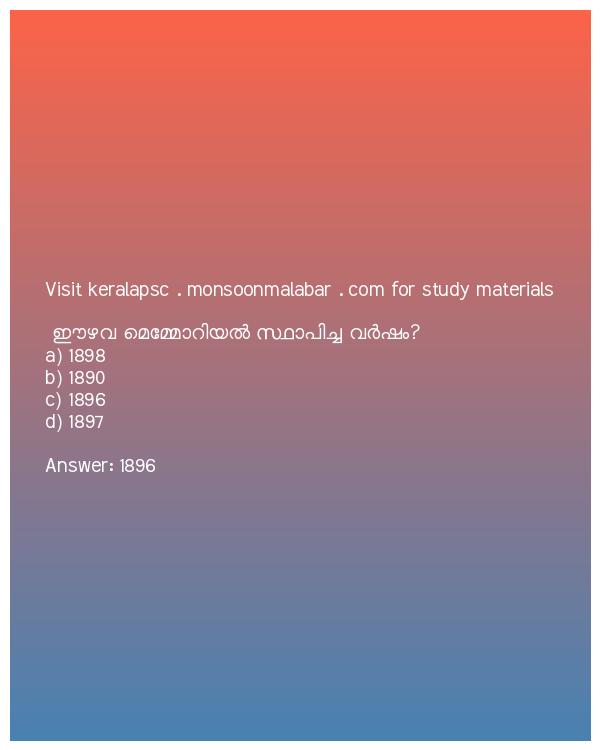 Visit keralapsc . monsoonmalabar . com for study materials
ഈഴവ മെമ്മോറിയൽ സ്ഥാപിച്ച വർഷം?
a) 1898
b) 1890
c) 1896
d) 1897
Answer: 1896